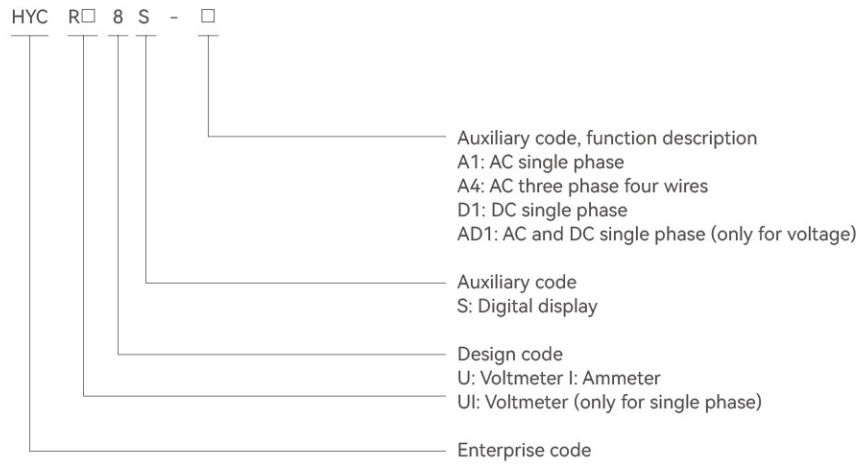 HYC R□ 8 S - □
Auxiliary code, function description
A1: AC single phase
A4: AC three phase four wires
D1: DC single phase
AD1: AC and DC single phase (only for voltage)
Auxiliary code
S: Digital display
Design code
U: Voltmeter I: Ammeter
UI: Voltmeter (only for single phase)
Enterprise code